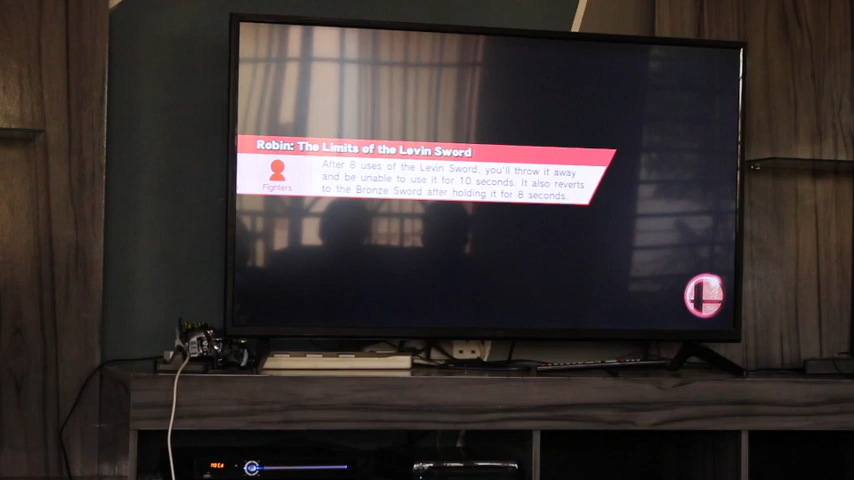 Robin: The Limits of the Levin Sword
After 8 uses of the Levin Sword, you'll throw it away
and be unable to use it for 10 seconds. It also reverts
to the Bronze Sword after holding it for 8 seconds.
Fighters